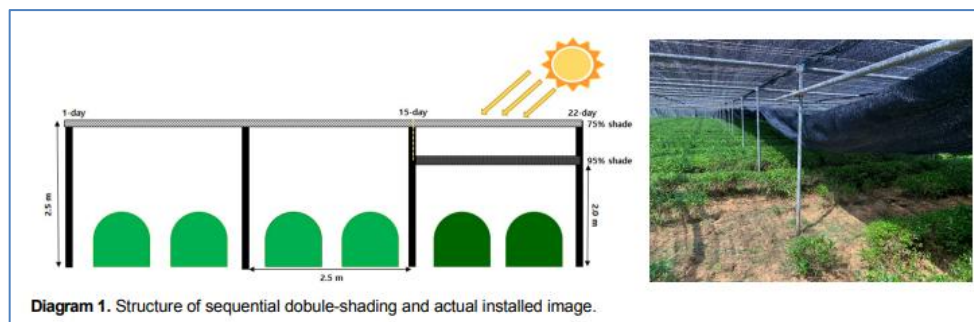 1-day
15-day
22-day
75% shade
95% shade
2.5 m
2.0 m
2.5 m
Diagram 1. Structure of sequential dobule-shading and actual installed image.